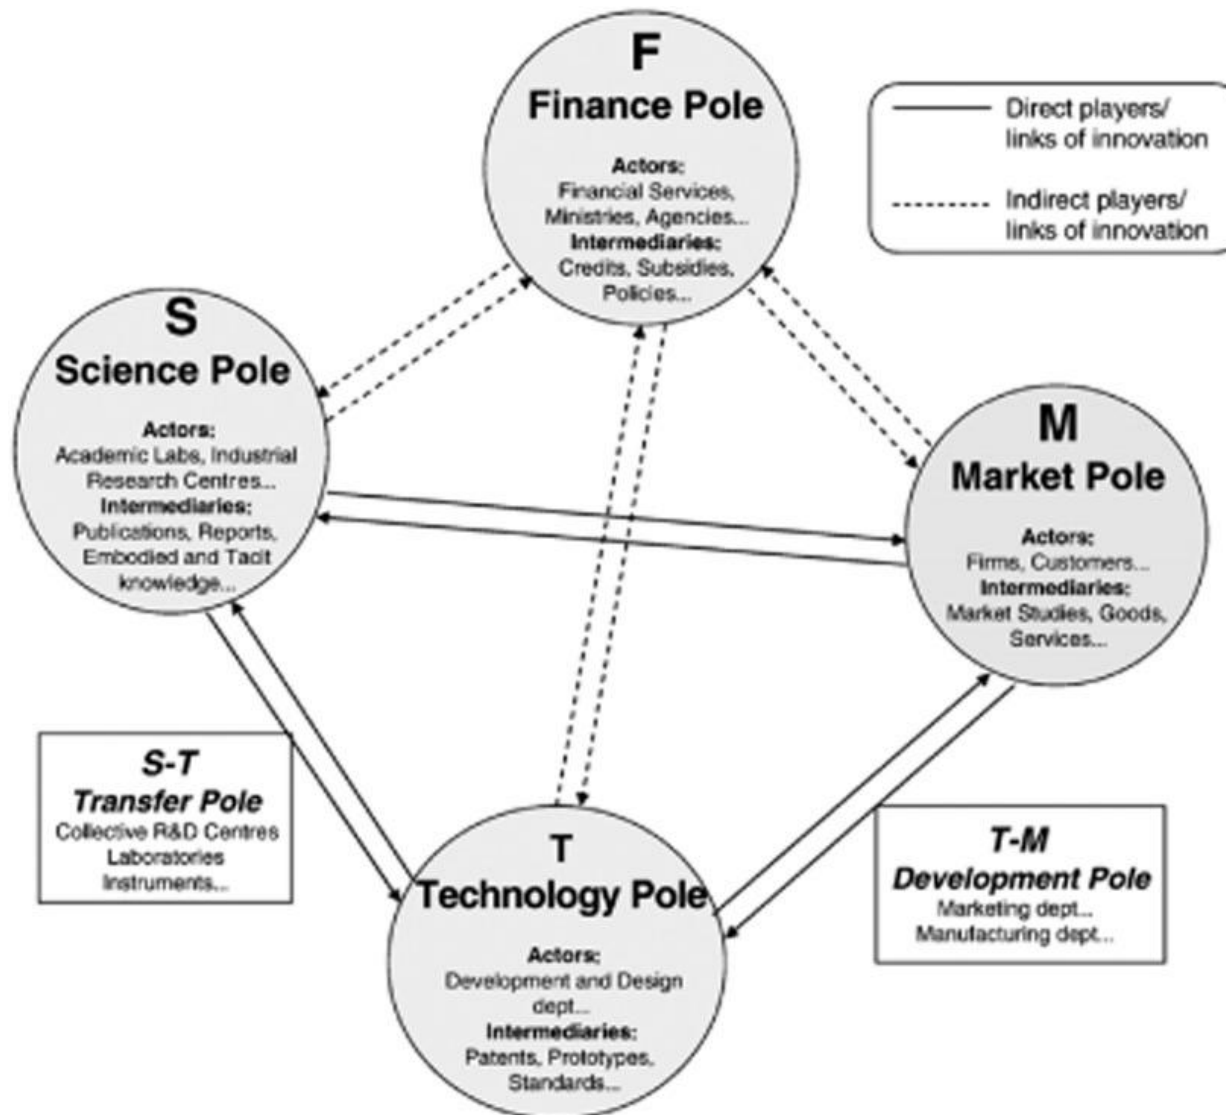 F
Finance Pole
Actors:
Financial Services,
Ministries, Agencies...
Intermediaries:
Credits, Subsidies,
Policies...
Direct players/
links of innovation
Indirect players/
links of innovation
S
Science Pole
Actors:
Academic Labs, Industrial
Research Centres...
Intermediaries:
Publications, Reports,
Embodied and Tacit
knowledge...
M
Market Pole
Actors:
Firms, Customers...
Intermediaries:
Market Studies, Goods,
Services...
S-T
Transfer Pole
Collective R&D Centres
Laboratories
Instruments...
T
Technology Pole
Actors:
Development and Design
dept...
Intermediaries:
Patents, Prototypes,
Standards...
T-M
Development Pole
Marketing dept...
Manufacturing dept...